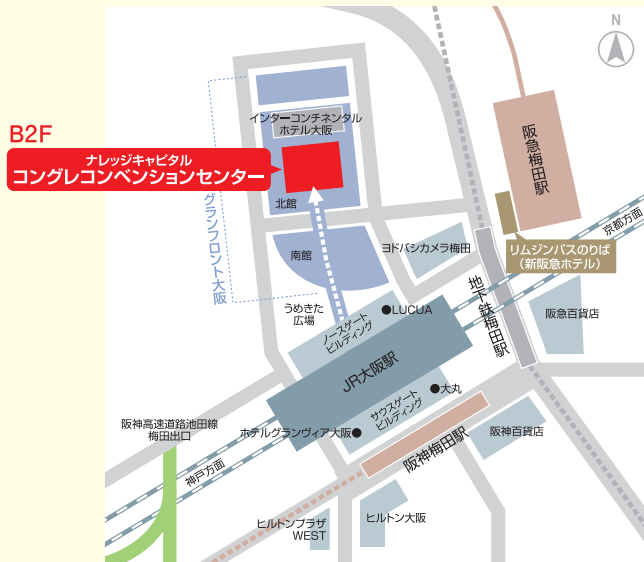 N
B2F
ナレッジキャピタル
コングレコンベンションセンター
インターコンチネンタル
ホテル大阪
北館
グランフロント大阪
南館
うめきた
広場
ヨドバシカメラ梅田
阪急梅田駅
京都方面
リムジンバスのりば
(新阪急ホテル)
地下鉄梅田駅
阪急百貨店
LUCUA
ノースゲート
ビルディング
JR大阪駅
大丸
サウスゲート
ビルディング
ホテルグランヴィア大阪
阪神高速道路池田線
梅田出口
神戸方面
阪神梅田駅
阪神百貨店
ヒルトンプラザ
WEST
ヒルトン大阪